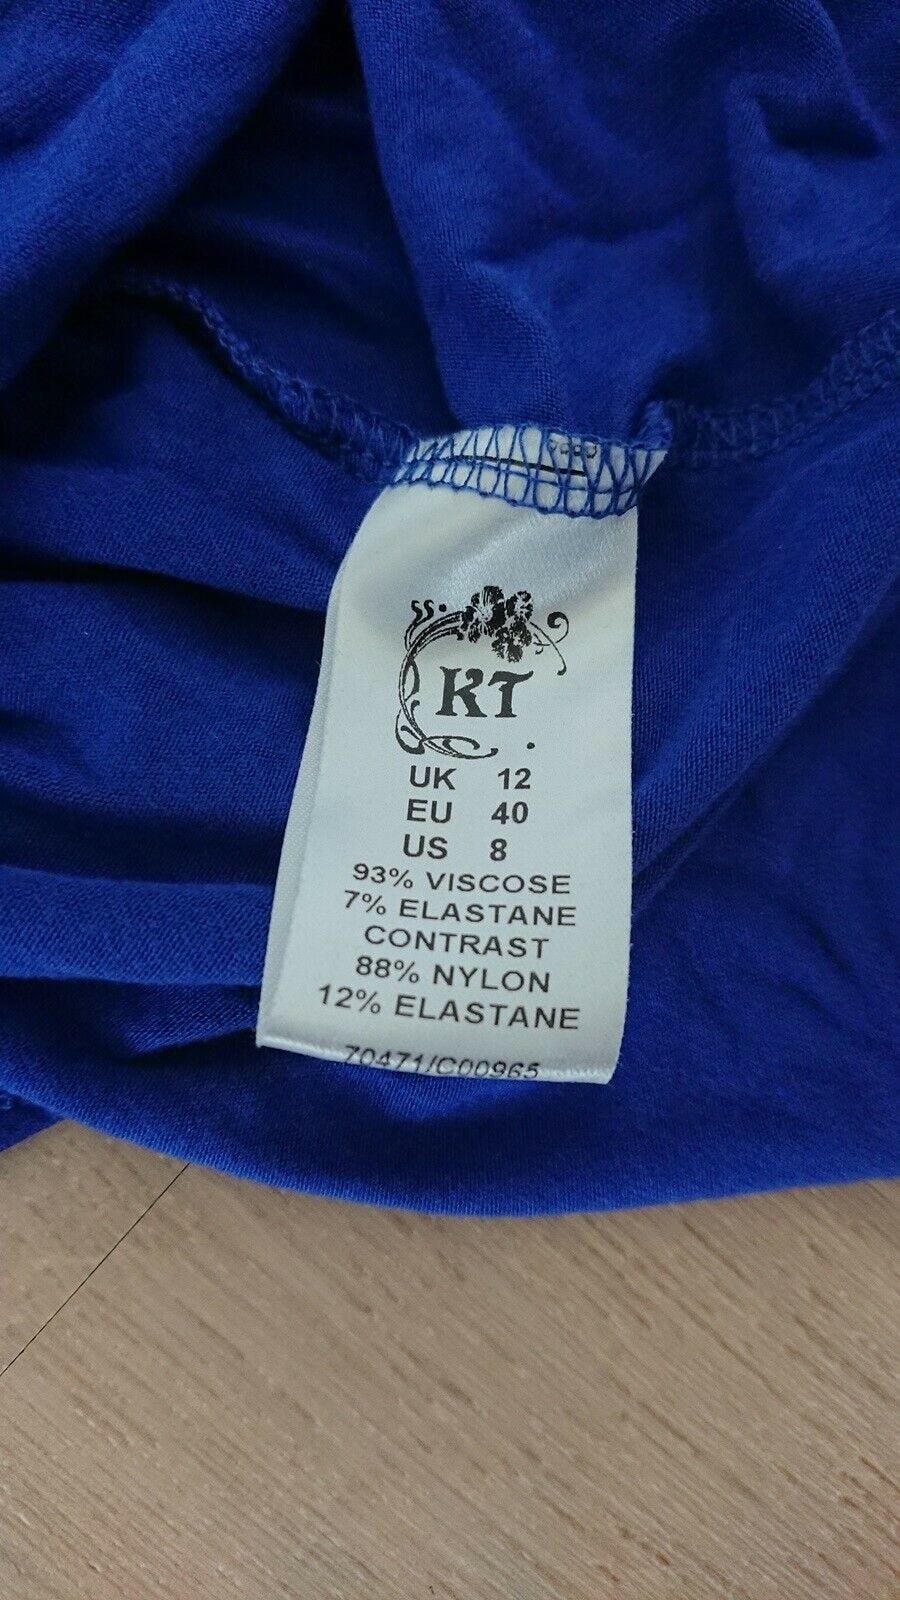 KT
UK 12
EU 40
US 8
93% VISCOSE
7% ELASTANE
CONTRAST
88% NYLON
12% ELASTANE
70471/C00965